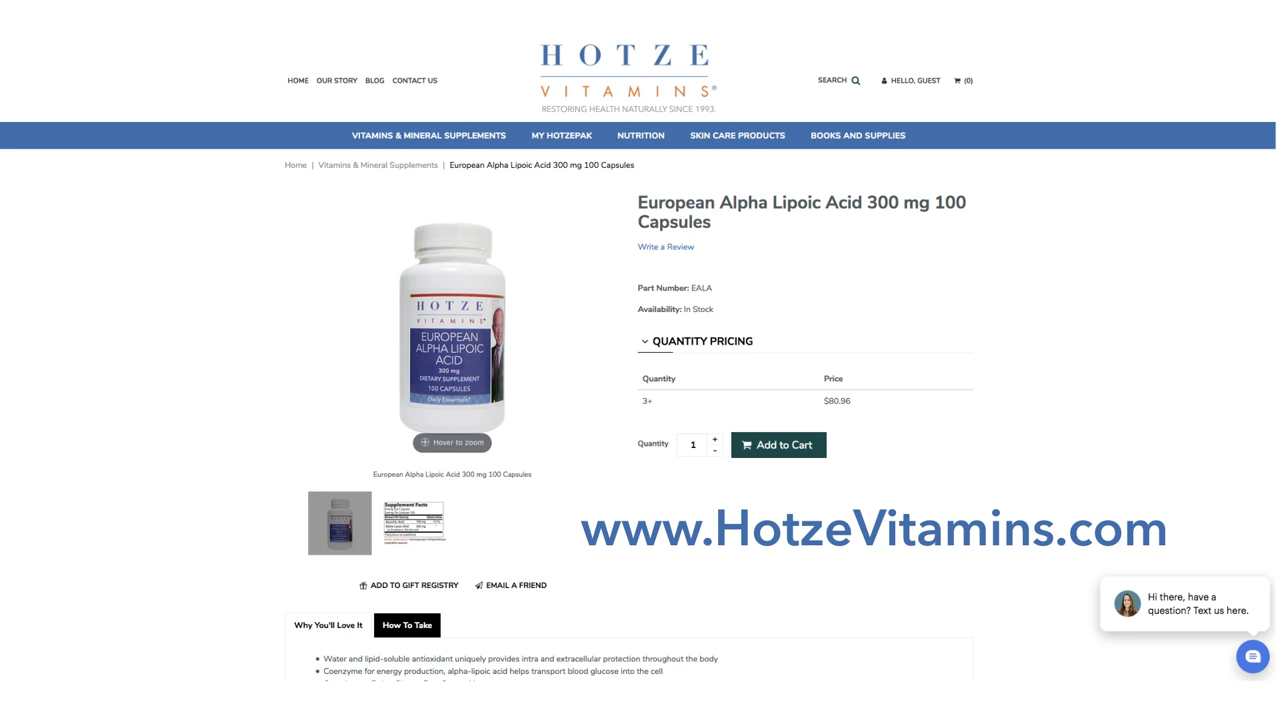 HOTZE
VITAMINS®
RESTORING HEALTH NATURALLY SINCE 1993.
HOME OUR STORY BLOG CONTACT US
SEARCH HELLO, GUEST (0)
VITAMINS & MINERAL SUPPLEMENTS MY HOTZEPAK NUTRITION SKIN CARE PRODUCTS BOOKS AND SUPPLIES
Home | Vitamins & Mineral Supplements | European Alpha Lipoic Acid 300 mg 100 Capsules
HOTZE
VITAMINS™
EUROPEAN
ALPHA LIPOIC
ACID
300 mg
DIETARY SUPPLEMENT
100 CAPSULES
Daily Essentials!
Hover to zoom
European Alpha Lipoic Acid 300 mg 100 Capsules
Supplement Facts
ADD TO GIFT REGISTRY EMAIL A FRIEND
European Alpha Lipoic Acid 300 mg 100
Capsules
Write a Review
Part Number: EALA
Availability: In Stock
QUANTITY PRICING
Quantity Price
3+ $80.96
Quantity 1 + - Add to Cart
www.HotzeVitamins.com
Hi there, have a
question? Text us here.
Why You'll Love It How To Take
Water and lipid-soluble antioxidant uniquely provides intra and extracellular protection throughout the body
Coenzyme for energy production, alpha-lipoic acid helps transport blood glucose into the cell